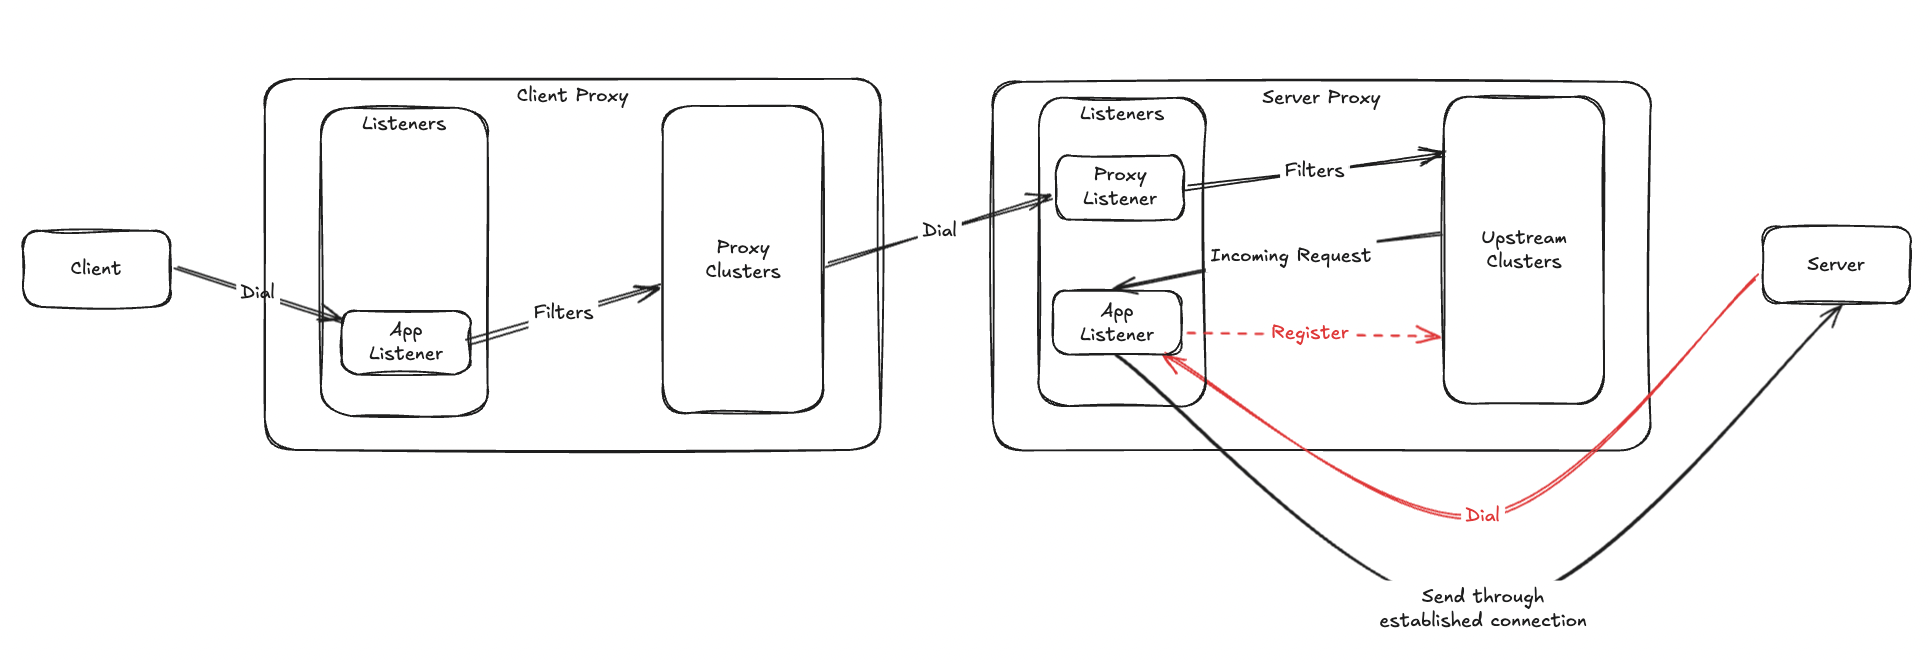 Client
Dial
Client Proxy
Listeners
App
Listener
Filters
Proxy
Clusters
Dial
Server Proxy
Listeners
Proxy
Listener
Filters
Incoming Request
App
Listener
Register
Upstream
Clusters
Server
Dial
Send through
established connection